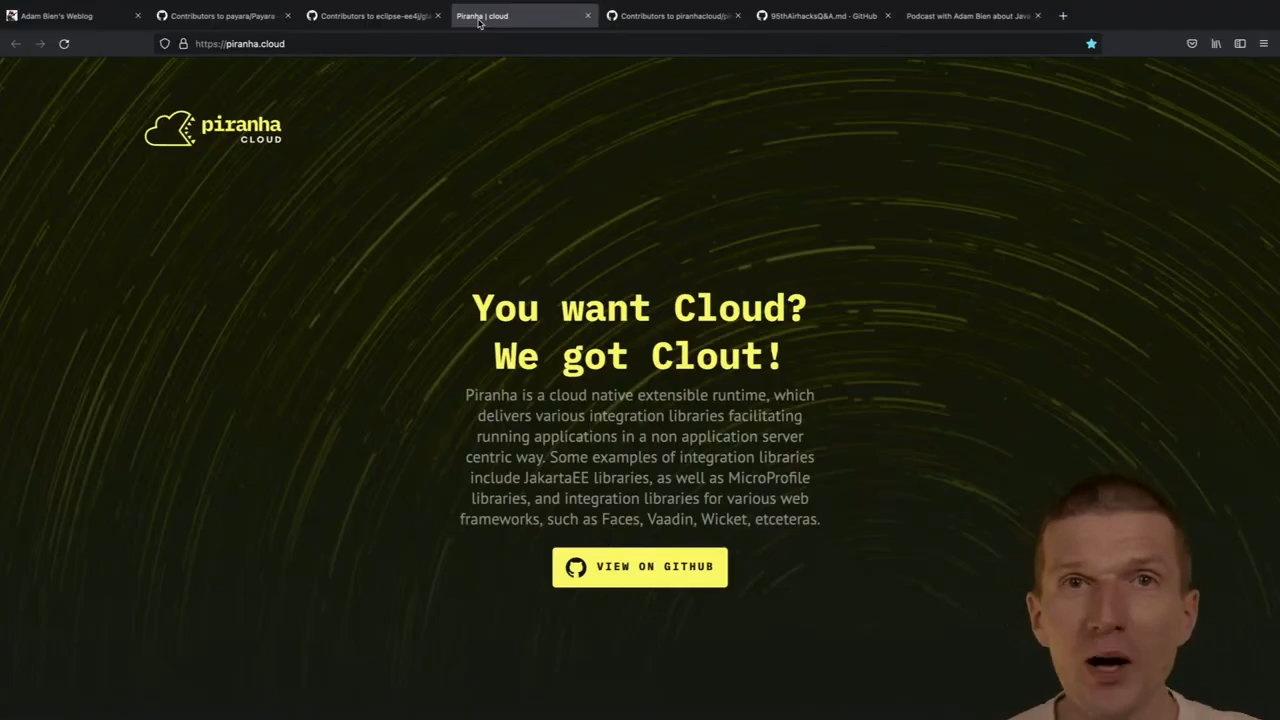 Adam Bien's Weblog
Contributors to payara/Payara
Contributors to eclipse-ee4j/gla
Piranha | cloud
Contributors to piranhacloud/pi
95thAirhacksQ&A.md · GitHub
Podcast with Adam Bien about Java
https://piranha.cloud
piranha
CLOUD
You want Cloud?
We got Clout!
Piranha is a cloud native extensible runtime, which
delivers various integration libraries facilitating
running applications in a non application server
centric way. Some examples of integration libraries
include JakartaEE libraries, as well as MicroProfile
libraries, and integration libraries for various web
frameworks, such as Faces, Vaadin, Wicket, etceteras.
VIEW ON GITHUB